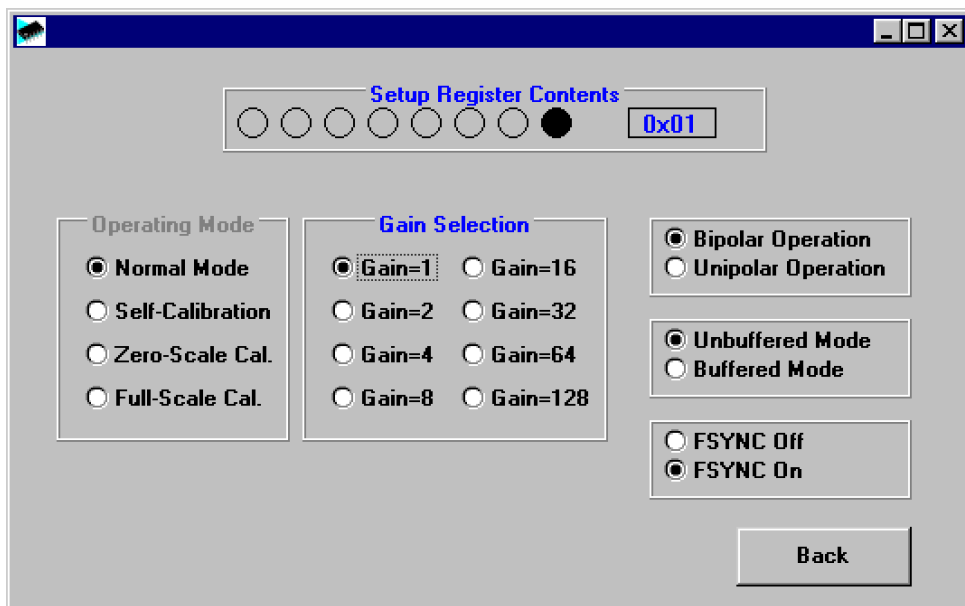 Setup Register Contents
0x01
Operating Mode
Normal Mode
Self-Calibration
Zero-Scale Cal.
Full-Scale Cal.
Gain Selection
Gain=1
Gain=16
Gain=2
Gain=32
Gain=4
Gain=64
Gain=8
Gain=128
Bipolar Operation
Unipolar Operation
Unbuffered Mode
Buffered Mode
FSYNC Off
FSYNC On
Back